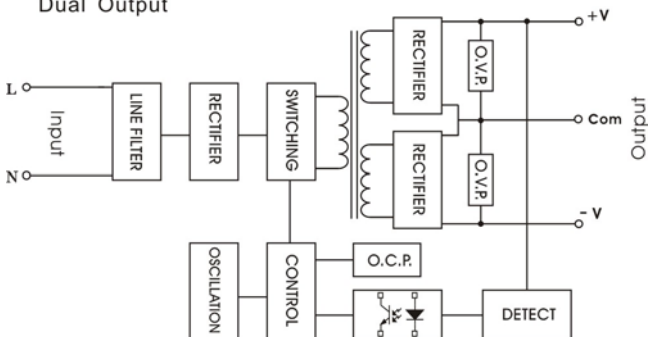 Dual Output
+V
RECTIFIER
O.V.P.
L
LINE FILTER
RECTIFIER
SWITCHING
Input
Com
Output
N
RECTIFIER
O.V.P.
- V
OSCILLATION
CONTROL
O.C.P.
DETECT